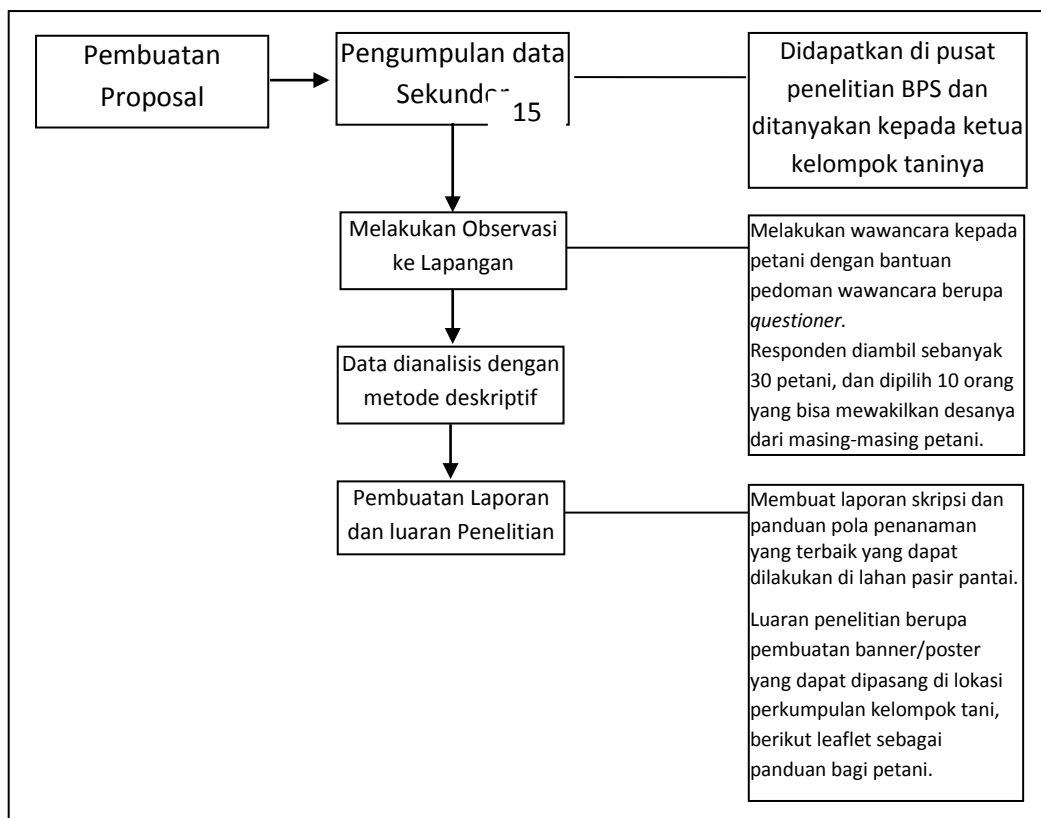 Pembuatan
Proposal
Pengumpulan data
15
Didapatkan di pusat
penelitian BPS dan
ditanyakan kepada ketua
kelompok taninya
Melakukan Observasi
ke Lapangan
Melakukan wawancara kepada
petani dengan bantuan
pedoman wawancara berupa
questioner.
Responden diambil sebanyak
30 petani, dan dipilih 10 orang
yang bisa mewakilkan desanya
dari masing-masing petani.
Data dianalisis dengan
metode deskriptif
Pembuatan Laporan
dan luaran Penelitian
Membuat laporan skripsi dan
panduan pola penanaman
yang terbaik yang dapat
dilakukan di lahan pasir pantai.
Luaran penelitian berupa
pembuatan banner/poster
yang dapat dipasang di lokasi
perkumpulan kelompok tani,
berikut leaflet sebagai
panduan bagi petani.